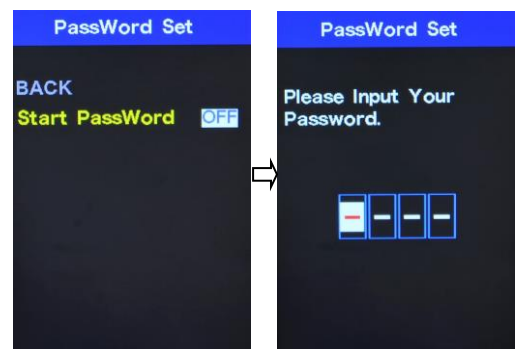 PassWord Set
BACK
Start PassWord OFF
PassWord Set
Please Input Your
Password.
- - - -